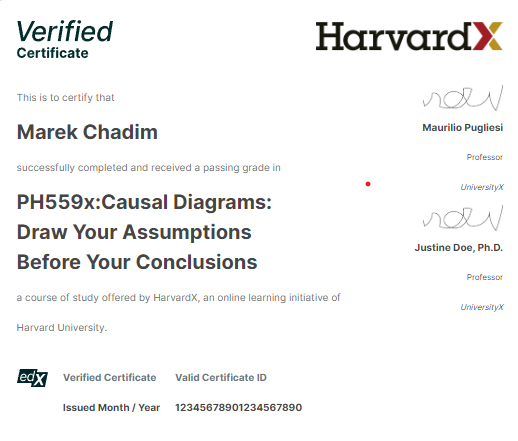 Verified
Certificate
HarvardX
This is to certify that
Marek Chadim
successfully completed and received a passing grade in
PH559x:Causal Diagrams:
Draw Your Assumptions
Before Your Conclusions
a course of study offered by HarvardX, an online learning initiative of
Harvard University.
Maurilio Pugliesi
Professor
UniversityX
Justine Doe, Ph.D.
Professor
UniversityX
edX
Verified Certificate
Issued Month / Year
Valid Certificate ID
12345678901234567890